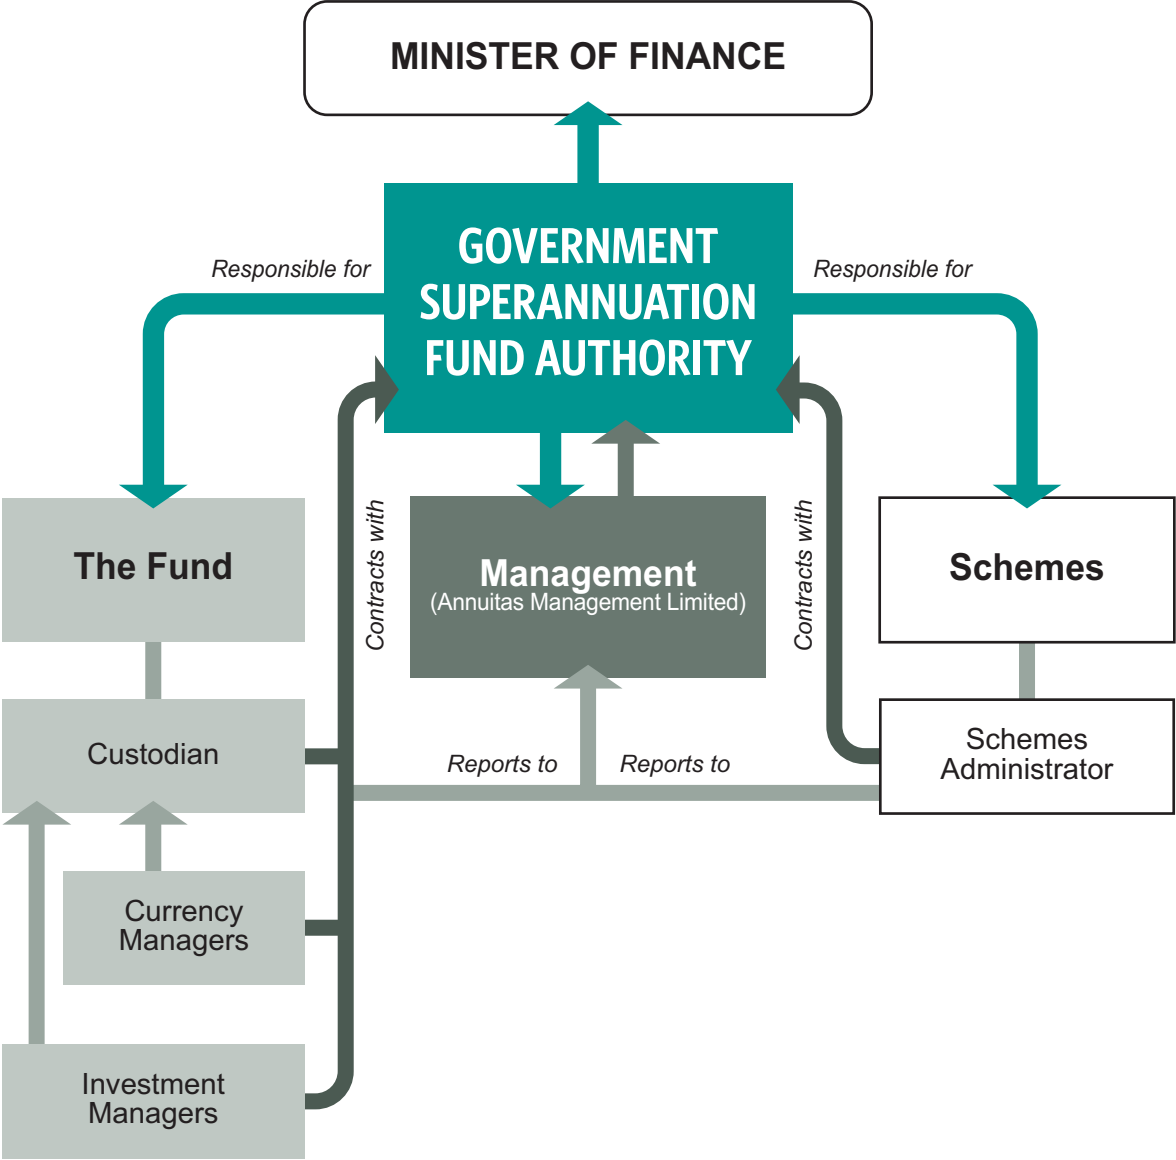 MINISTER OF FINANCE
GOVERNMENT
SUPERANNUATION
FUND AUTHORITY
Responsible for
Responsible for
Contracts with
Contracts with
The Fund
Management
(Annuitas Management Limited)
Schemes
Custodian
Reports to
Reports to
Schemes
Administrator
Currency
Managers
Investment
Managers